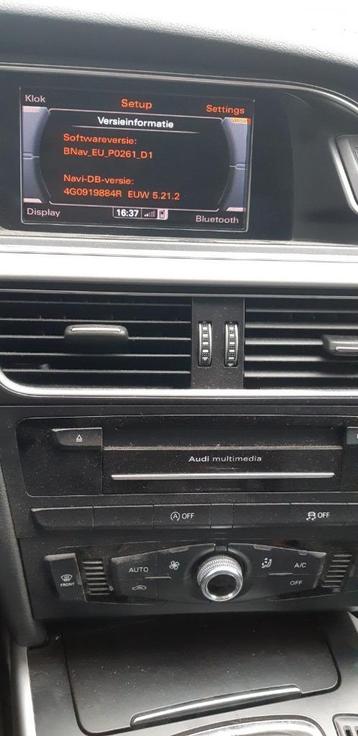 Klok Setup Settings
Versieinformatie
Softwareversie:
BNav_EU_P0261_D1
Navi-DB-versie:
4G0919884R EUW 5.21.2
Display 16:37 Bluetooth
Audi multimedia
A OFF OFF
AUTO A/C
OFF
FRONT